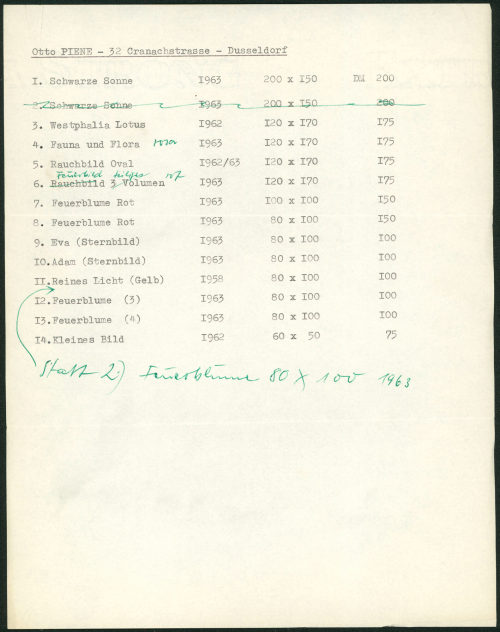 Otto PIENE - 32 Cranachstrasse - Dusseldorf
I. Schwarze Sonne I963 200 x I50 DM 200
2. Schwarze Sonne I963 200 x I50 200
3. Westphalia Lotus I962 I20 x I70 I75
4. Fauna und Flora rosa I963 I20 x I70 I75
5. Rauchbild Oval I962/63 I20 x I70 I75
Feuerbild
6. Rauchbild 3 Volumen I963 I20 x I70 I75
7. Feuerblume Rot I963 I00 x I00 I50
8. Feuerblume Rot I963 80 x I00 I50
9. Eva (Sternbild) I963 80 x I00 I00
I0. Adam (Sternbild) I963 80 x I00 I00
II. Reines Licht (Gelb) I958 80 x I00 I00
I2. Feuerblume (3) I963 80 x I00 I00
I3. Feuerblume (4) I963 80 x I00 I00
I4. Kleines Bild I962 60 x 50 75
Statt 2.) Feuerblume 80 x 100 1963